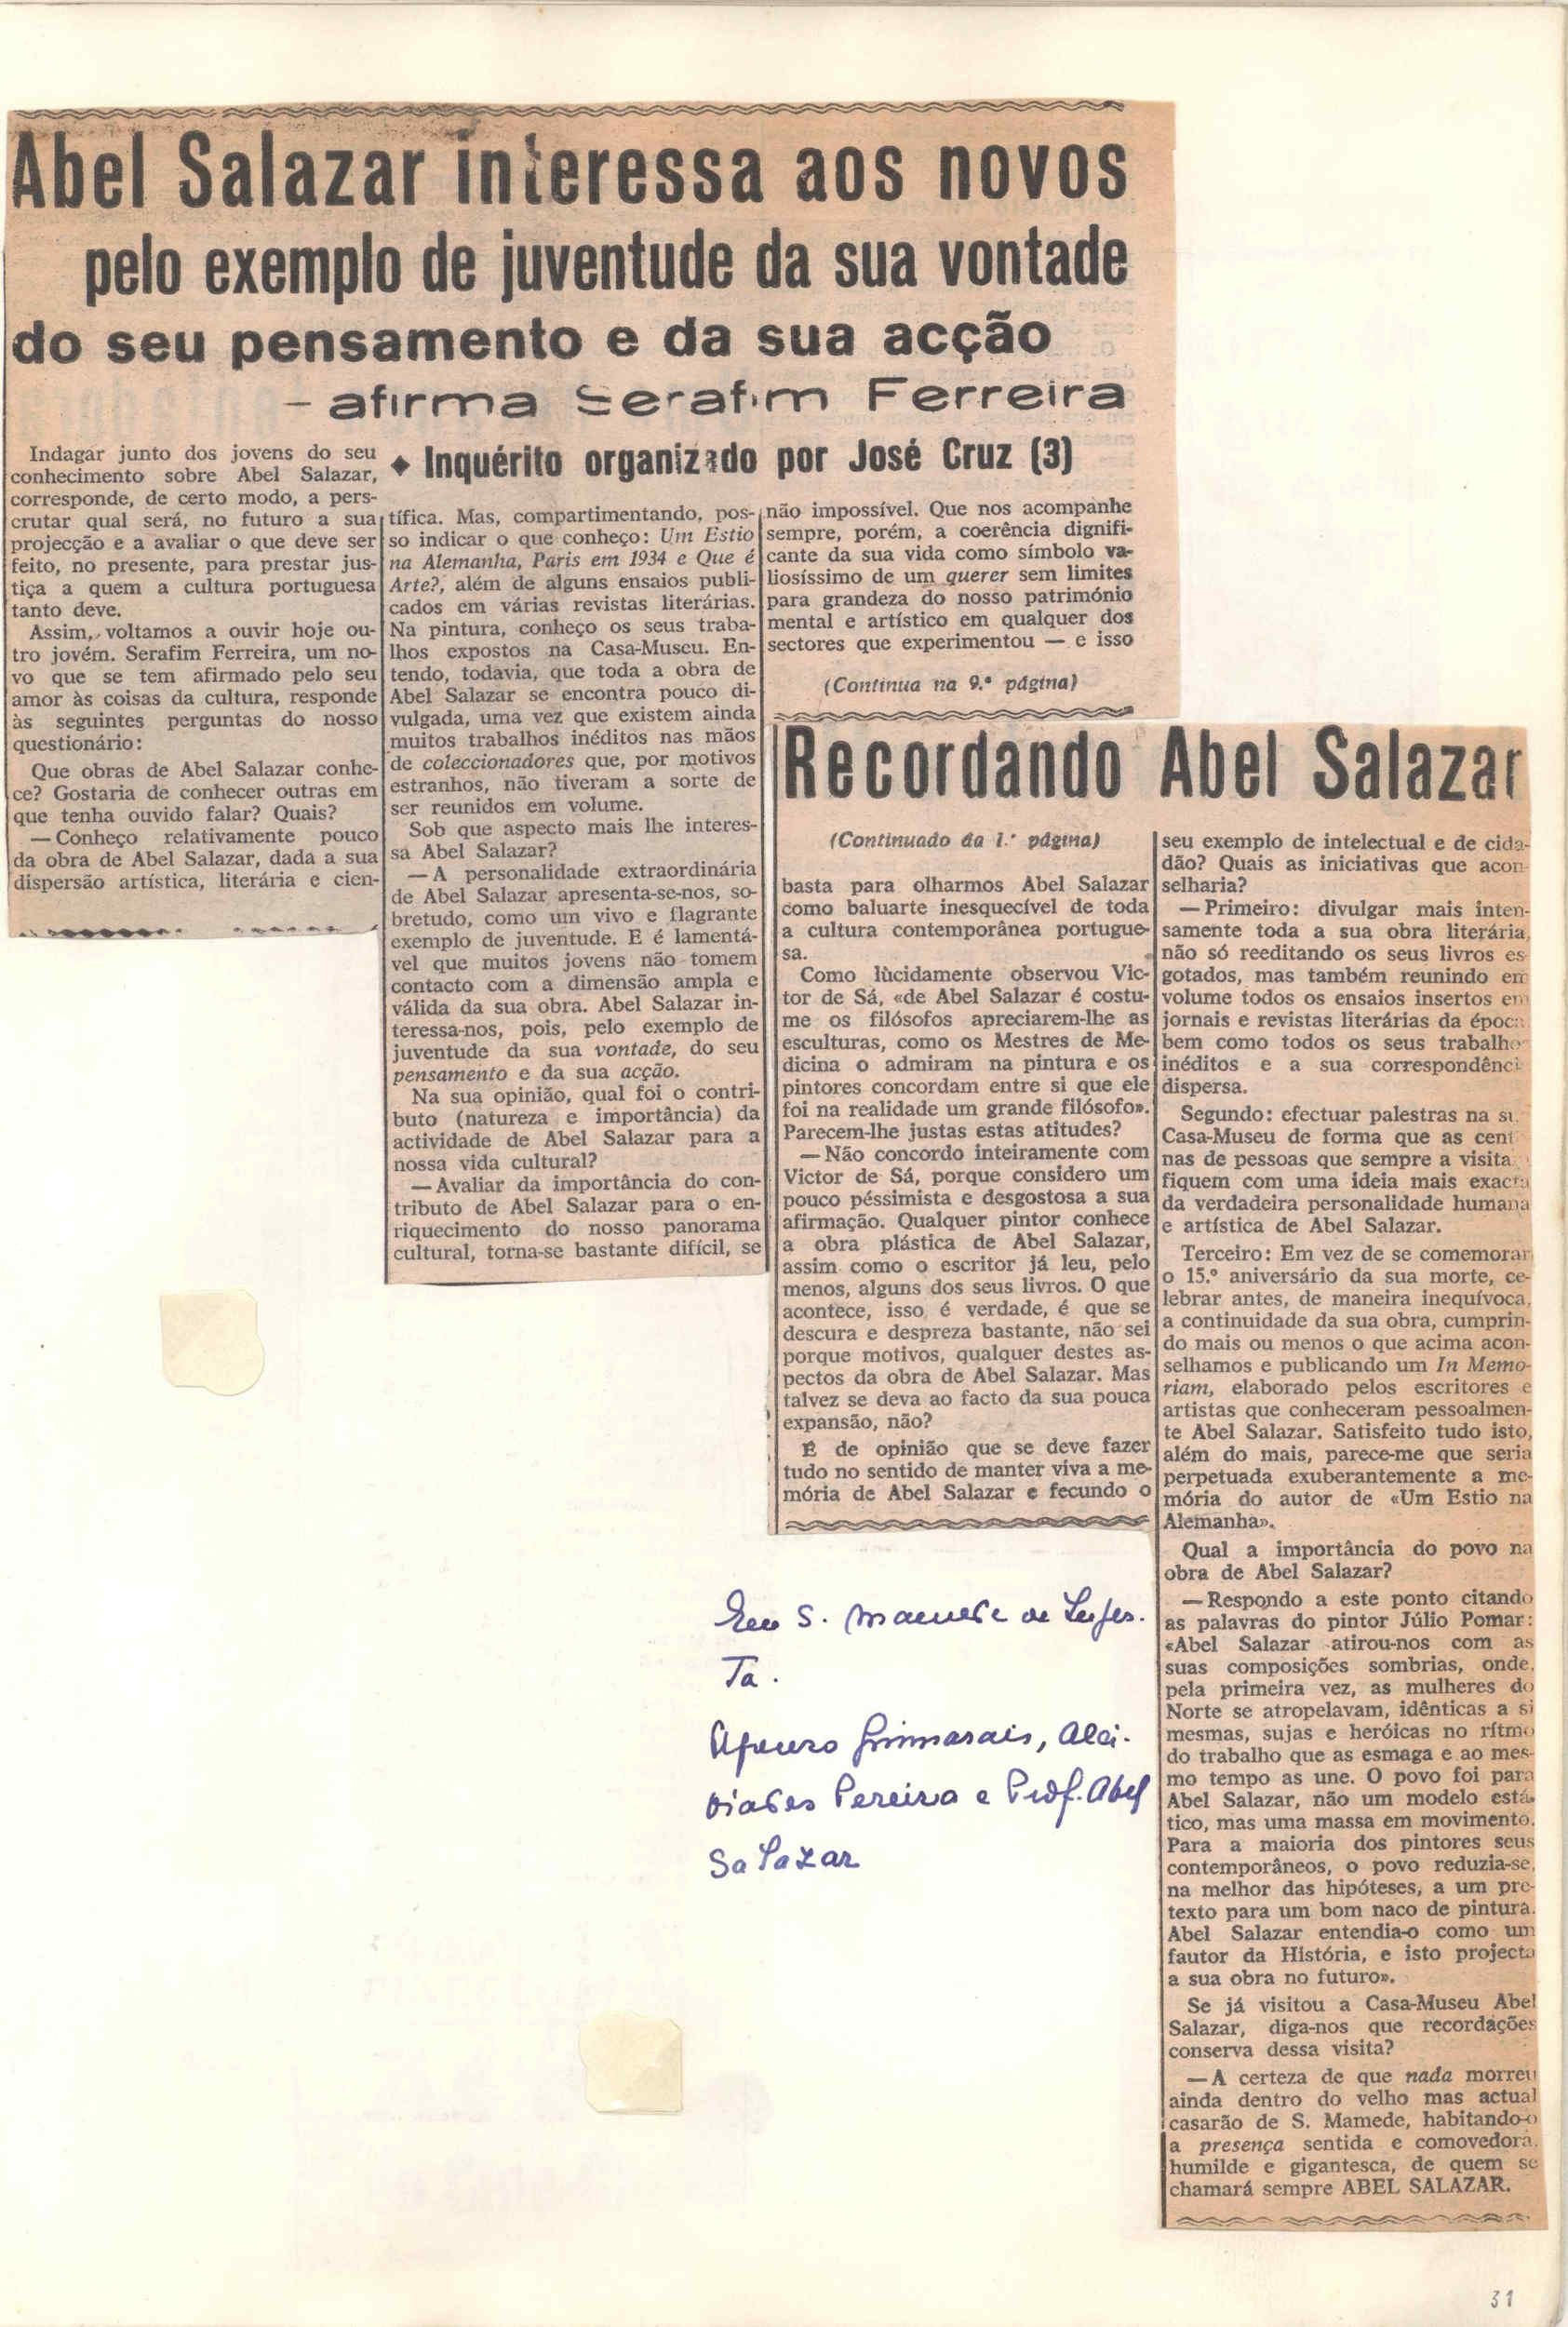 Abel Salazar interessa aos novos
pelo exemplo de juventude da sua vontade
do seu pensamento e da sua acção
— afirma Serafim Ferreira
♦ Inquérito organizado por José Cruz (3)
Indagar junto dos jovens do seu
conhecimento sobre Abel Salazar,
corresponde, de certo modo, a pers-
crutar qual será, no futuro a sua
projecção e a avaliar o que deve ser
feito, no presente, para prestar jus-
tiça a quem a cultura portuguesa
tanto deve.
Assim, voltamos a ouvir hoje ou-
tro jovém. Serafim Ferreira, um no-
vo que se tem afirmado pelo seu
amor às coisas da cultura, responde
às seguintes perguntas do nosso
questionário:
Que obras de Abel Salazar conhe-
ce? Gostaria de conhecer outras em
que tenha ouvido falar? Quais?
— Conheço relativamente pouco
da obra de Abel Salazar, dada a sua
dispersão artística, literária e cien-
tífica. Mas, compartimentando, pos-
so indicar o que conheço: Um Estio
na Alemanha, Paris em 1934 e Que é
Arte?, além de alguns ensaios publi-
cados em várias revistas literárias.
Na pintura, conheço os seus traba-
lhos expostos na Casa-Museu. En-
tendo, todavia, que toda a obra de
Abel Salazar se encontra pouco di-
vulgada, uma vez que existem ainda
muitos trabalhos inéditos nas mãos
de coleccionadores que, por motivos
estranhos, não tiveram a sorte de
ser reunidos em volume.
Sob que aspecto mais lhe interes-
sa Abel Salazar?
— A personalidade extraordinária
de Abel Salazar apresenta-se-nos, so-
bretudo, como um vivo e flagrante
exemplo de juventude. E é lamentá-
vel que muitos jovens não tomem
contacto com a dimensão ampla e
válida da sua obra. Abel Salazar in-
teressa-nos, pois, pelo exemplo de
juventude da sua vontade, do seu
pensamento e da sua acção.
Na sua opinião, qual foi o contri-
buto (natureza e importância) da
actividade de Abel Salazar para a
nossa vida cultural?
— Avaliar da importância do con-
tributo de Abel Salazar para o en-
riquecimento do nosso panorama
cultural, torna-se bastante difícil, se
não impossível. Que nos acompanhe
sempre, porém, a coerência dignifi-
cante da sua vida como símbolo va-
liosíssimo de um querer sem limites
para grandeza do nosso património
mental e artístico em qualquer dos
sectores que experimentou — e isso
(Continua na 9.ª página)
Recordando Abel Salazar
(Continuado da 1.ª página)
basta para olharmos Abel Salazar
como baluarte inesquecível de toda
a cultura contemporânea portugue-
sa.
Como lùcidamente observou Vic-
tor de Sá, «de Abel Salazar é costu-
me os filósofos apreciarem-lhe as
esculturas, como os Mestres de Me-
dicina o admiram na pintura e os
pintores concordam entre si que ele
foi na realidade um grande filósofo».
Parecem-lhe justas estas atitudes?
— Não concordo inteiramente com
Victor de Sá, porque considero um
pouco péssimista e desgostosa a sua
afirmação. Qualquer pintor conhece
a obra plástica de Abel Salazar,
assim como o escritor já leu, pelo
menos, alguns dos seus livros. O que
acontece, isso é verdade, é que se
descura e despreza bastante, não sei
porque motivos, qualquer destes as-
pectos da obra de Abel Salazar. Mas
talvez se deva ao facto da sua pouca
expansão, não?
É de opinião que se deve fazer
tudo no sentido de manter viva a me-
mória de Abel Salazar e fecundo o
seu exemplo de intelectual e de cida-
dão? Quais as iniciativas que acon-
selharia?
— Primeiro: divulgar mais inten-
samente toda a sua obra literária,
não só reeditando os seus livros es-
gotados, mas também reunindo em
volume todos os ensaios insertos em
jornais e revistas literárias da época
bem como todos os seus trabalho
inéditos e a sua correspondênci
dispersa.
Segundo: efectuar palestras na su
Casa-Museu de forma que as cent
nas de pessoas que sempre a visita
fiquem com uma ideia mais exacta
da verdadeira personalidade humana
e artística de Abel Salazar.
Terceiro: Em vez de se comemorar
o 15.º aniversário da sua morte, ce-
lebrar antes, de maneira inequívoca,
a continuidade da sua obra, cumprin-
do mais ou menos o que acima acon-
selhamos e publicando um In Memo-
riam, elaborado pelos escritores e
artistas que conheceram pessoalmen-
te Abel Salazar. Satisfeito tudo isto,
além do mais, parece-me que seria
perpetuada exuberantemente a me-
mória do autor de «Um Estio na
Alemanha».
Qual a importância do povo na
obra de Abel Salazar?
— Respondo a este ponto citando
as palavras do pintor Júlio Pomar:
«Abel Salazar atirou-nos com as
suas composições sombrias, onde,
pela primeira vez, as mulheres do
Norte se atropelavam, idênticas a si
mesmas, sujas e heróicas no rítmo
do trabalho que as esmaga e ao mes-
mo tempo as une. O povo foi para
Abel Salazar, não um modelo está-
tico, mas uma massa em movimento.
Para a maioria dos pintores seus
contemporâneos, o povo reduzia-se,
na melhor das hipóteses, a um pre-
texto para um bom naco de pintura.
Abel Salazar entendia-o como um
fautor da História, e isto projecta
a sua obra no futuro».
Se já visitou a Casa-Museu Abel
Salazar, diga-nos que recordações
conserva dessa visita?
— A certeza de que nada morreu
ainda dentro do velho mas actual
casarão de S. Mamede, habitando-o
a presença sentida e comovedora,
humilde e gigantesca, de quem se
chamará sempre ABEL SALAZAR.
Em S. Mamede de Infes.
Ta.
Guimarais, Alci-
biades Pereira e Prof. Abel
Salazar
31